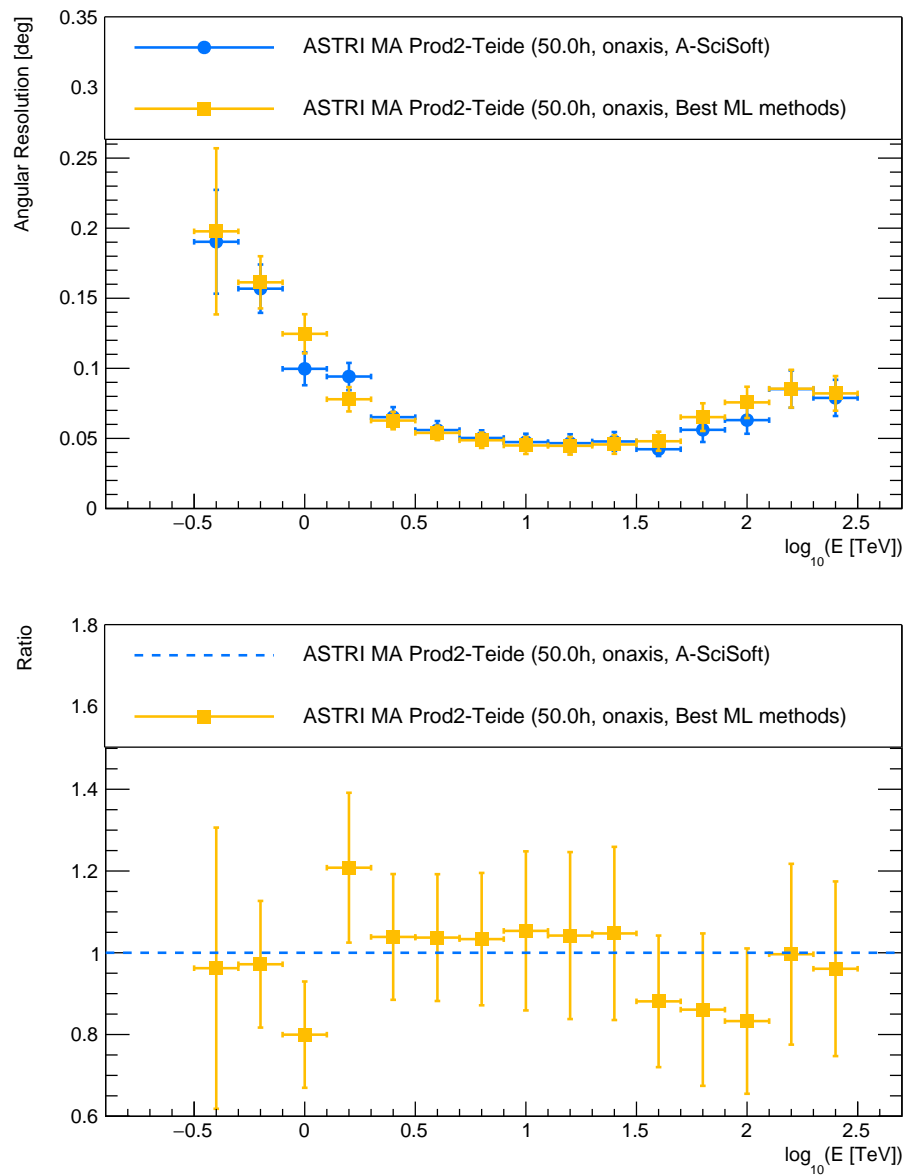 Angular Resolution [deg]
0.35
0.3
0.25
0.2
0.15
0.1
0.05
0
ASTRI MA Prod2-Teide (50.0h, onaxis, A-SciSoft)
ASTRI MA Prod2-Teide (50.0h, onaxis, Best ML methods)
−0.5 0 0.5 1 1.5 2 2.5
log10(E [TeV])
Ratio
1.8
1.6
1.4
1.2
1
0.8
0.6
ASTRI MA Prod2-Teide (50.0h, onaxis, A-SciSoft)
ASTRI MA Prod2-Teide (50.0h, onaxis, Best ML methods)
−0.5 0 0.5 1 1.5 2 2.5
log10(E [TeV])